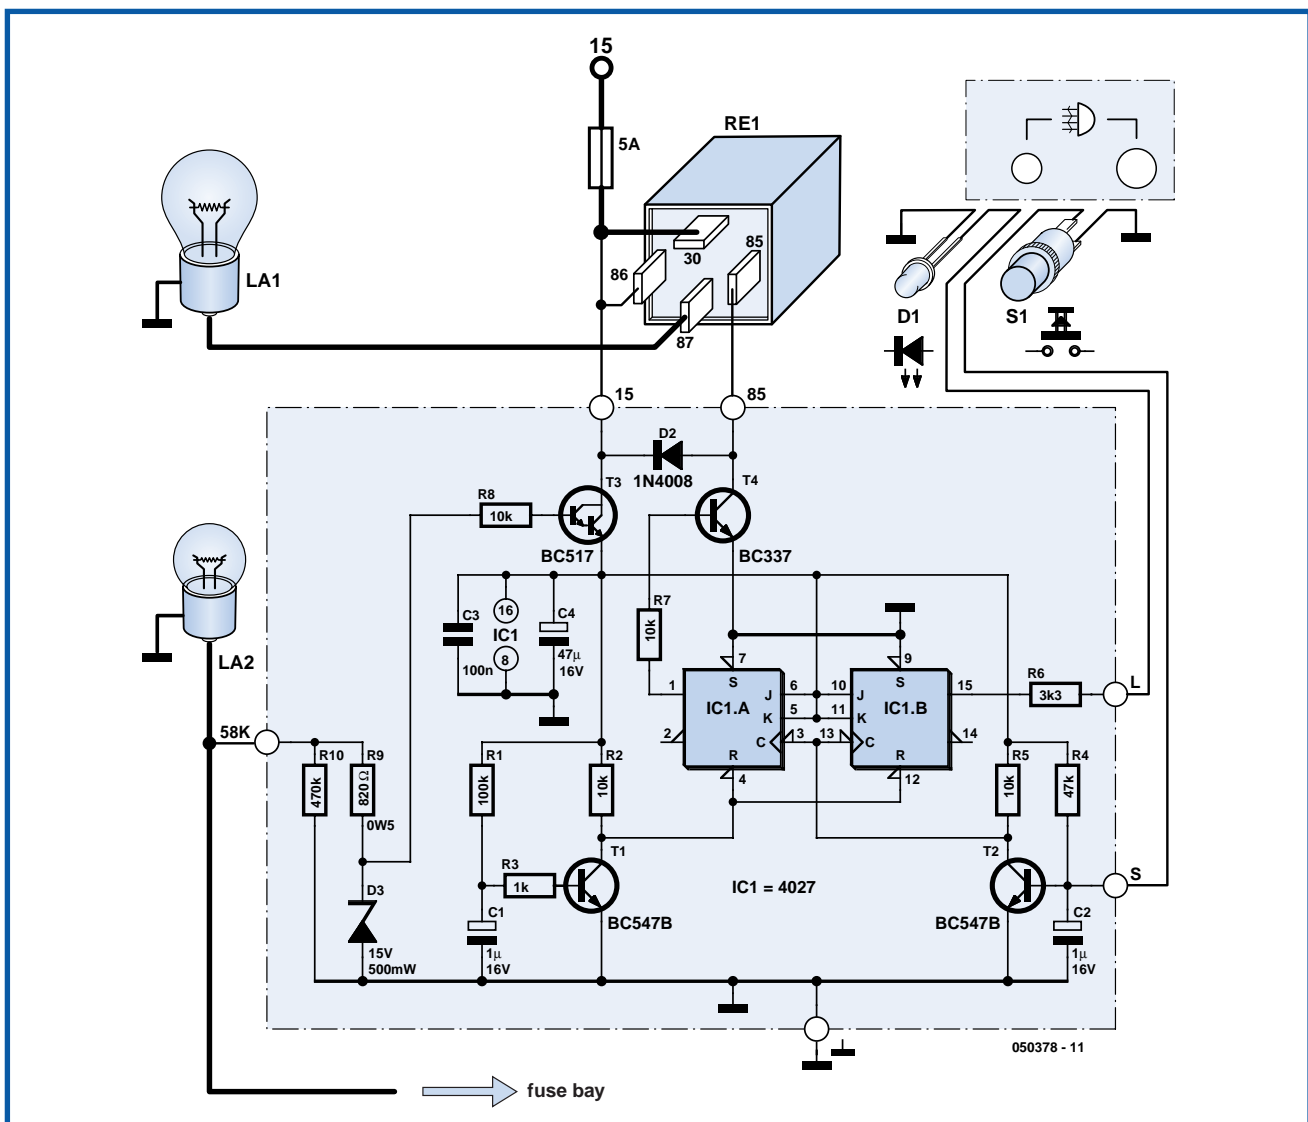 15
5A
RE1
30
85
86
87
LA1
D1
S1
15
85
D2
1N4008
T3
T4
R8
10k
BC517
BC337
R7
10k
C3
100n
16
IC1
8
C4
47µ
16V
LA2
58K
7
S
1
IC1.A
J
6
K
5
2
C
3
R
4
9
S
10
J
IC1.B
15
11
K
13
C
14
R
12
R6
3k3
L
R10
470k
R9
820Ω
0W5
R1
100k
R2
10k
R5
10k
R4
47k
T1
R3
1k
BC547B
IC1 = 4027
T2
BC547B
S
D3
15V
500mW
C1
1µ
16V
C2
1µ
16V
050378 - 11
fuse bay